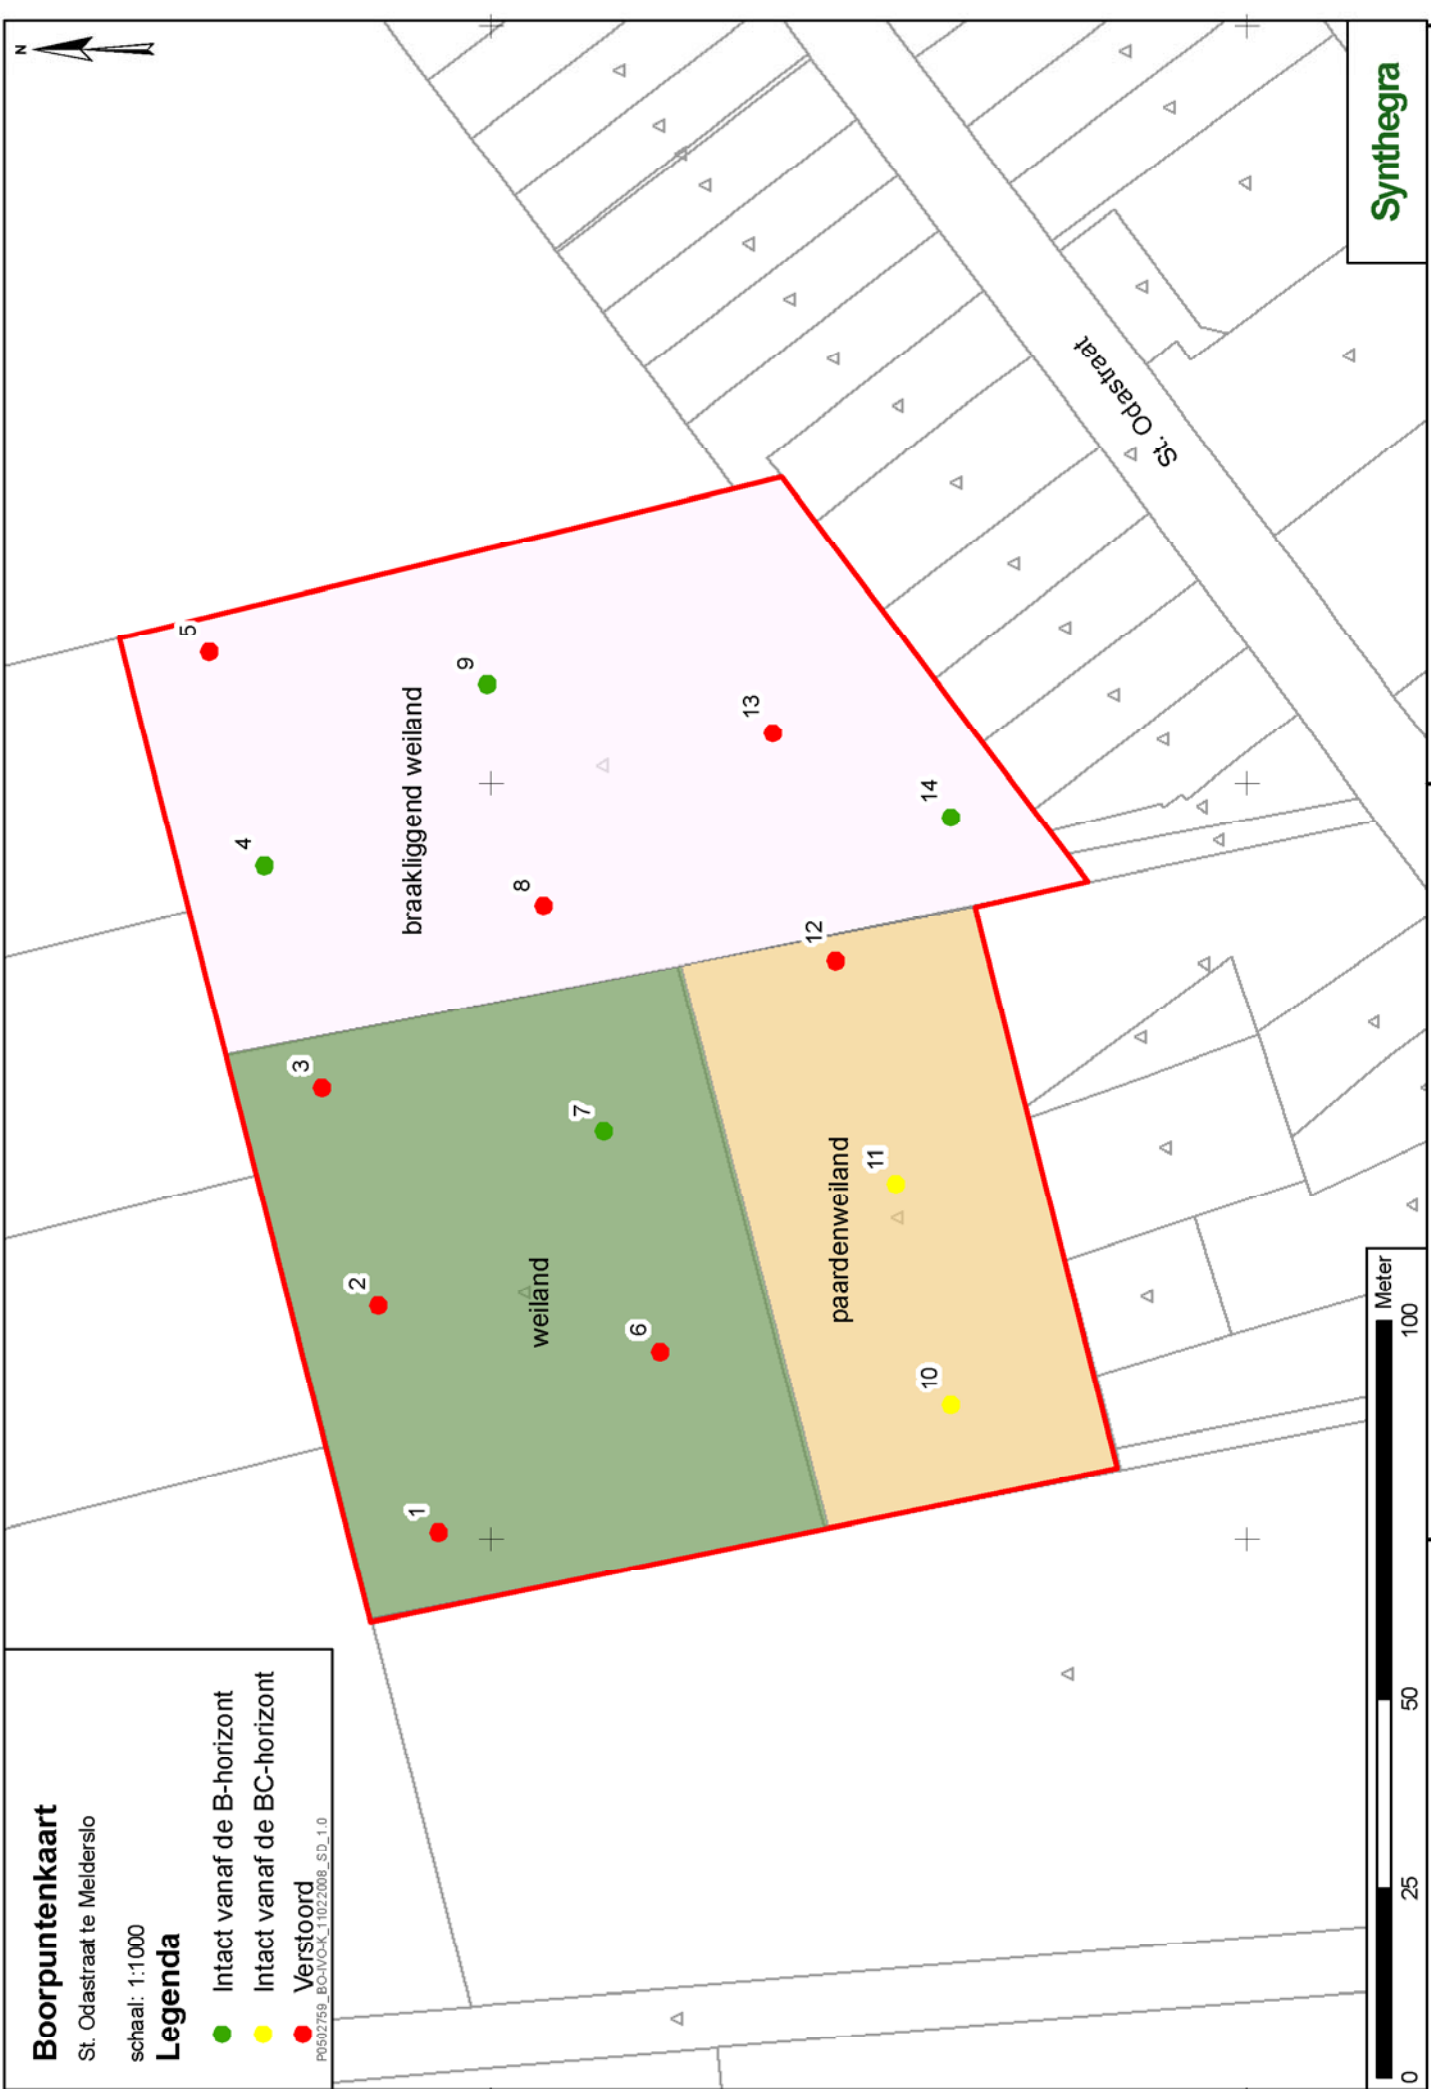 Boorpuntenkaart
St. Odastraat te Melderslo
schaal: 1:1000
Legenda
Intact vanaf de B-horizont
Intact vanaf de BC-horizont
Verstoord
P0502759_BO-IVO-K_11022008_SD_1.0
N
5
4
9
braakliggend weiland
3
8
2
13
7
1
weiland
12
14
6
11
paardenweiland
10
St. Odastraat
0 25 50 100
Meter
Synthegra